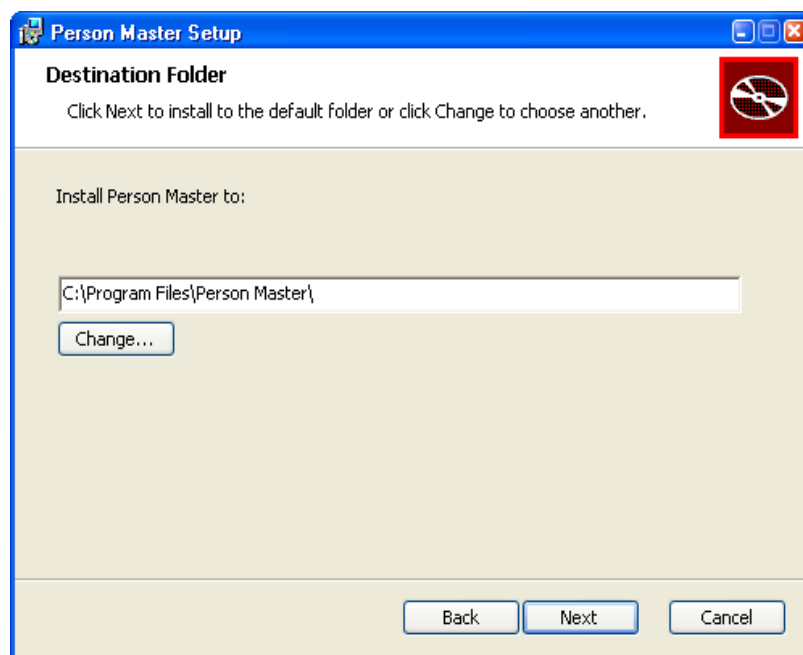 Person Master Setup
Destination Folder
Click Next to install to the default folder or click Change to choose another.
Install Person Master to:
C:\Program Files\Person Master\
Change...
Back Next Cancel